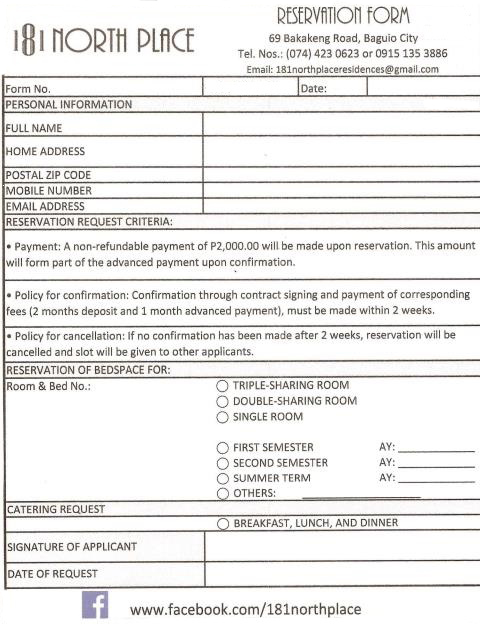 181 NORTH PLACE
RESERVATION FORM
69 Bakakeng Road, Baguio City
Tel. Nos.: (074) 423 0623 or 0915 135 3886
Email: 181northplaceresidences@gmail.com
Form No.
Date:
PERSONAL INFORMATION
FULL NAME
HOME ADDRESS
POSTAL ZIP CODE
MOBILE NUMBER
EMAIL ADDRESS
RESERVATION REQUEST CRITERIA:
• Payment: A non-refundable payment of P2,000.00 will be made upon reservation. This amount
will form part of the advanced payment upon confirmation.
• Policy for confirmation: Confirmation through contract signing and payment of corresponding
fees (2 months deposit and 1 month advanced payment), must be made within 2 weeks.
• Policy for cancellation: If no confirmation has been made after 2 weeks, reservation will be
cancelled and slot will be given to other applicants.
RESERVATION OF BEDSPACE FOR:
Room & Bed No.:
TRIPLE-SHARING ROOM
DOUBLE-SHARING ROOM
SINGLE ROOM
FIRST SEMESTER AY:
SECOND SEMESTER AY:
SUMMER TERM AY:
OTHERS:
CATERING REQUEST
BREAKFAST, LUNCH, AND DINNER
SIGNATURE OF APPLICANT
DATE OF REQUEST
f www.facebook.com/181northplace